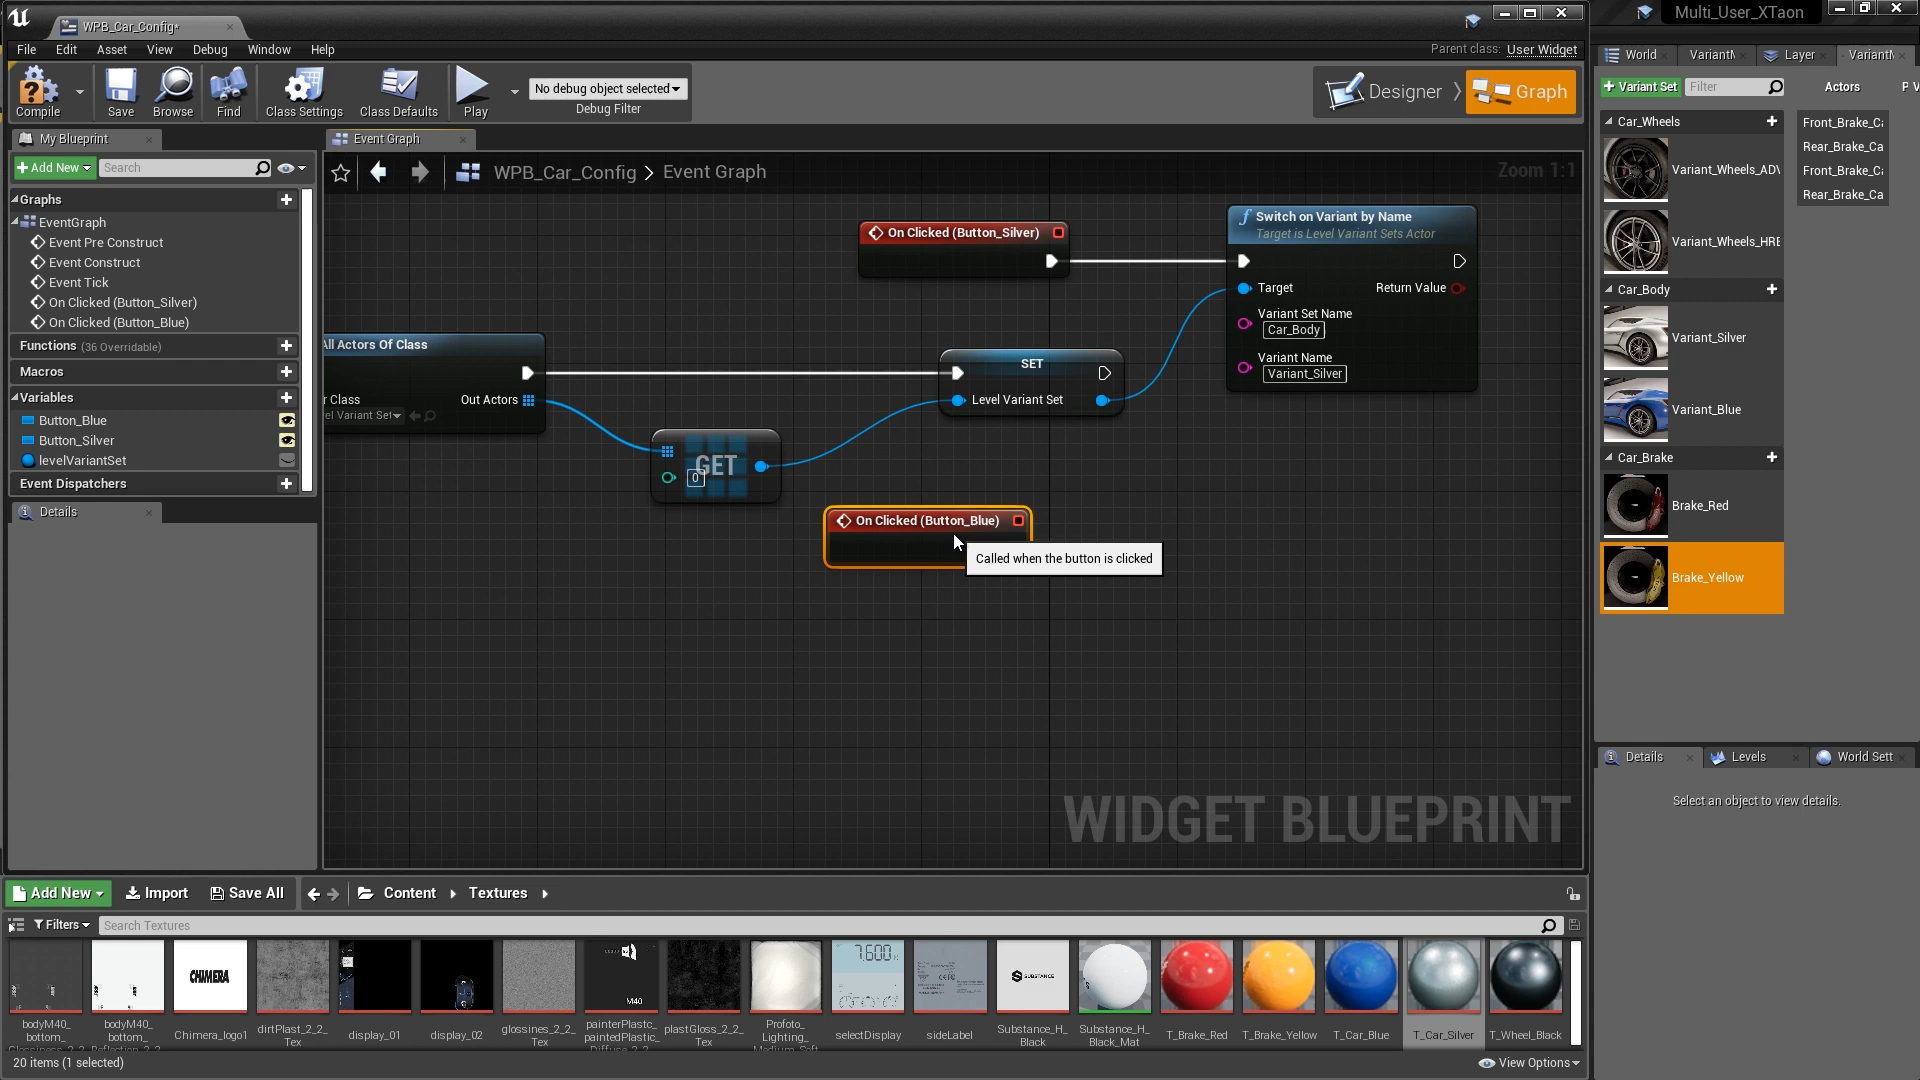 WPB_Car_Config*
Multi_User_XTaon
File Edit Asset View Debug Window Help
Parent class: User Widget
Compile
Save
Browse
Find
Class Settings
Class Defaults
Play
No debug object selected
Debug Filter
Designer
Graph
World
Layer
My Blueprint
Event Graph
+ Add New
Search
WPB_Car_Config > Event Graph
Zoom 1:1
Graphs
EventGraph
Event Pre Construct
Event Construct
Event Tick
On Clicked (Button_Silver)
On Clicked (Button_Blue)
Functions (36 Overridable)
Macros
Variables
Button_Blue
Button_Silver
levelVariantSet
Event Dispatchers
Details
All Actors Of Class
r Class
el Variant Set
Out Actors
GET
0
On Clicked (Button_Silver)
SET
Level Variant Set
On Clicked (Button_Blue)
Called when the button is clicked
f Switch on Variant by Name
Target is Level Variant Sets Actor
Target
Return Value
Variant Set Name
Car_Body
Variant Name
Variant_Silver
WIDGET BLUEPRINT
+ Variant Set
Filter
Actors
P V
Car_Wheels
Variant_Wheels_ADV
Variant_Wheels_HRE
Car_Body
Variant_Silver
Variant_Blue
Car_Brake
Brake_Red
Brake_Yellow
Front_Brake_Ca
Rear_Brake_Ca
Front_Brake_Ca
Rear_Brake_Ca
Details
Levels
World Sett
Select an object to view details.
Add New
Import
Save All
Content
Textures
Filters
Search Textures
CHIMERA
M40
7.600
SUBSTANCE
bodyM40_
bottom_
bodyM40_
bottom_
Chimera_logo1
dirtPlast_2_2_
Tex
display_01
display_02
glossines_2_2_
Tex
painterPlastc_
paintedPlastic_
plastGloss_2_2_
Tex
Profoto_
Lighting_
selectDisplay
sideLabel
Substance_H_
Black
Substance_H_
Black_Mat
T_Brake_Red
T_Brake_Yellow
T_Car_Blue
T_Car_Silver
T_Wheel_Black
20 items (1 selected)
View Options